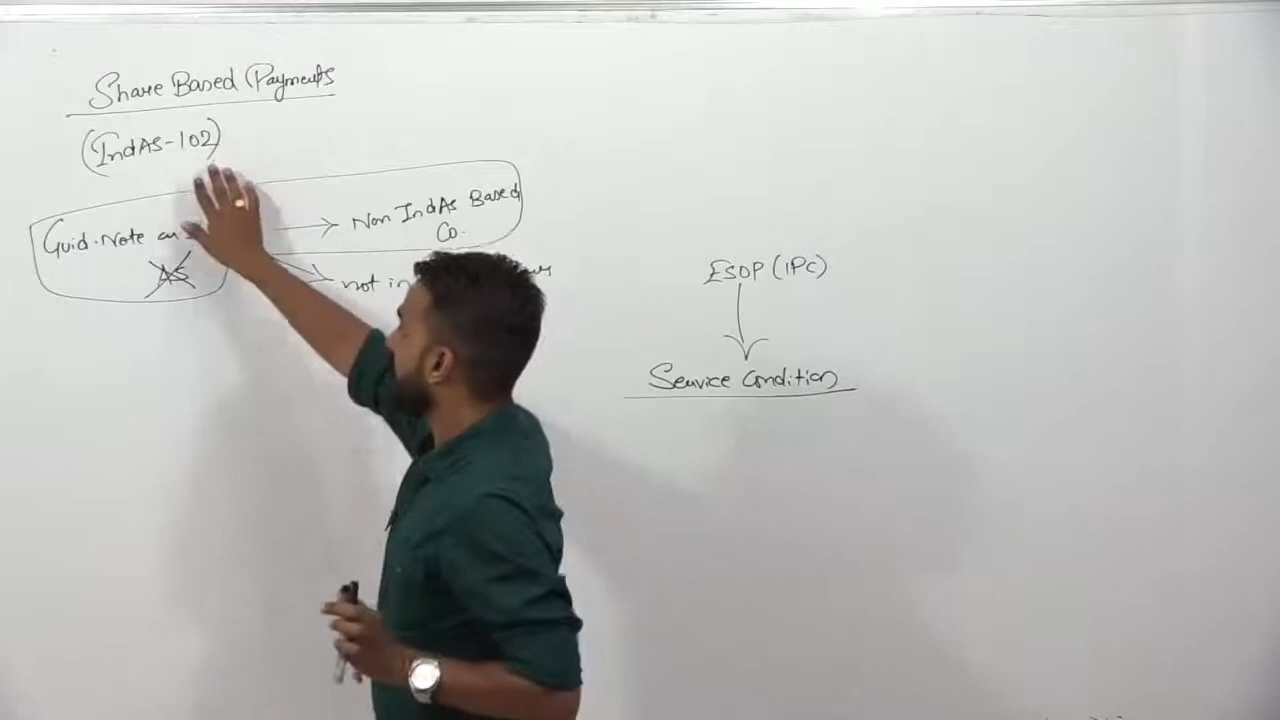 Share Based Payments
(IndAS-102)
Guid. Note on
Non IndAs Based
Co.
AS
not in
ESOP (IPC)
Service Condition